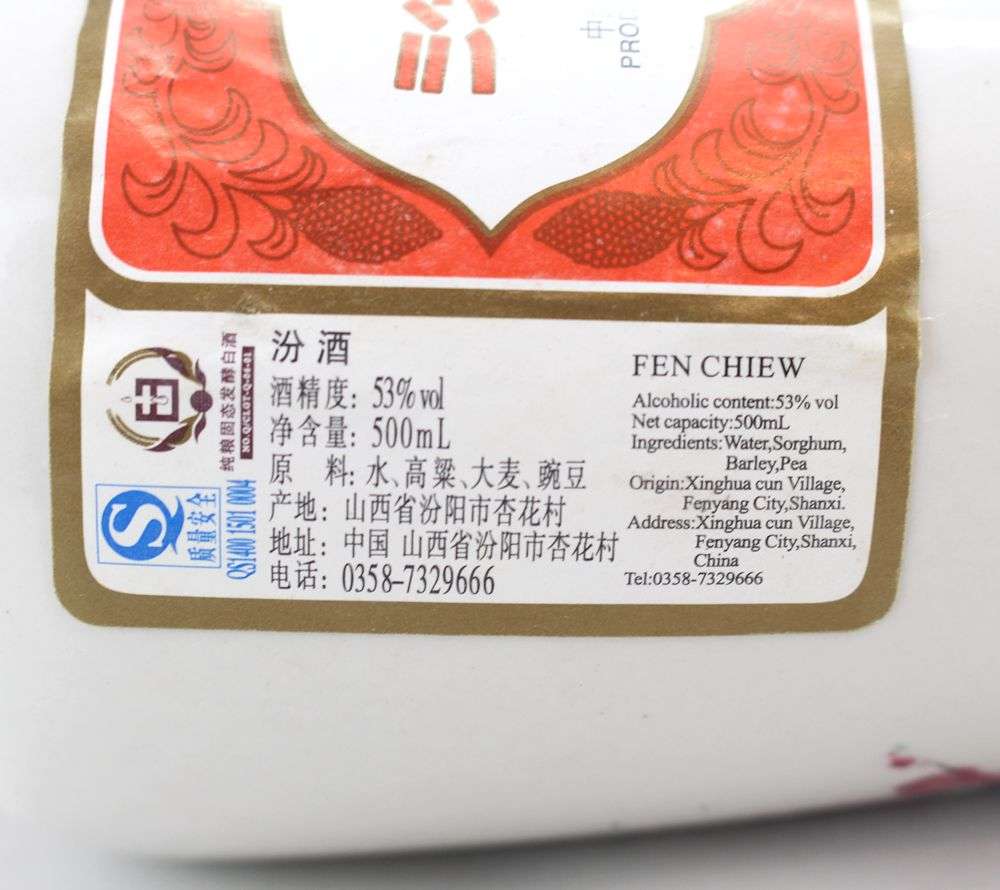 中
PRO
汾酒
酒精度：53% vol
净含量：500mL
原 料：水、高粱、大麦、豌豆
产地：山西省汾阳市杏花村
地址：中国 山西省汾阳市杏花村
电话：0358-7329666
FEN CHIEW
Alcoholic content:53% vol
Net capacity:500mL
Ingredients:Water,Sorghum,
Barley,Pea
Origin:Xinghua cun Village,
Fenyang City,Shanxi.
Address:Xinghua cun Village,
Fenyang City,Shanxi,
China
Tel:0358-7329666
纯粮固态发酵白酒
质量安全
QS1400 1501 0004